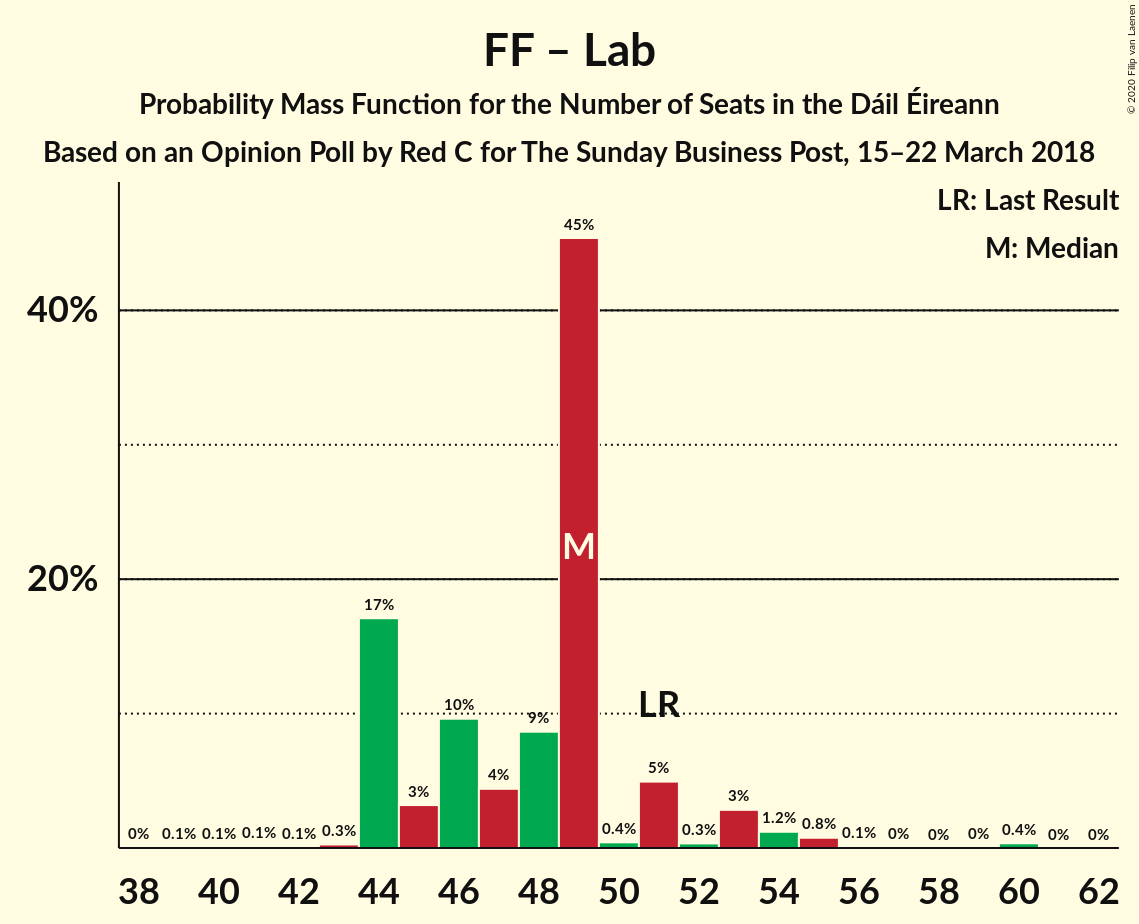 FF – Lab
Probability Mass Function for the Number of Seats in the Dáil Éireann
Based on an Opinion Poll by Red C for The Sunday Business Post, 15–22 March 2018
© 2020 Filip van Laenen
LR: Last Result
M: Median
40%
20%
0% 0.1% 0.1% 0.1% 0.1% 0.3% 17% 3% 10% 4% 9% 45% 0.4% 5% 0.3% 3% 1.2% 0.8% 0.1% 0% 0% 0% 0.4% 0% 0%
M
LR
38 40 42 44 46 48 50 52 54 56 58 60 62